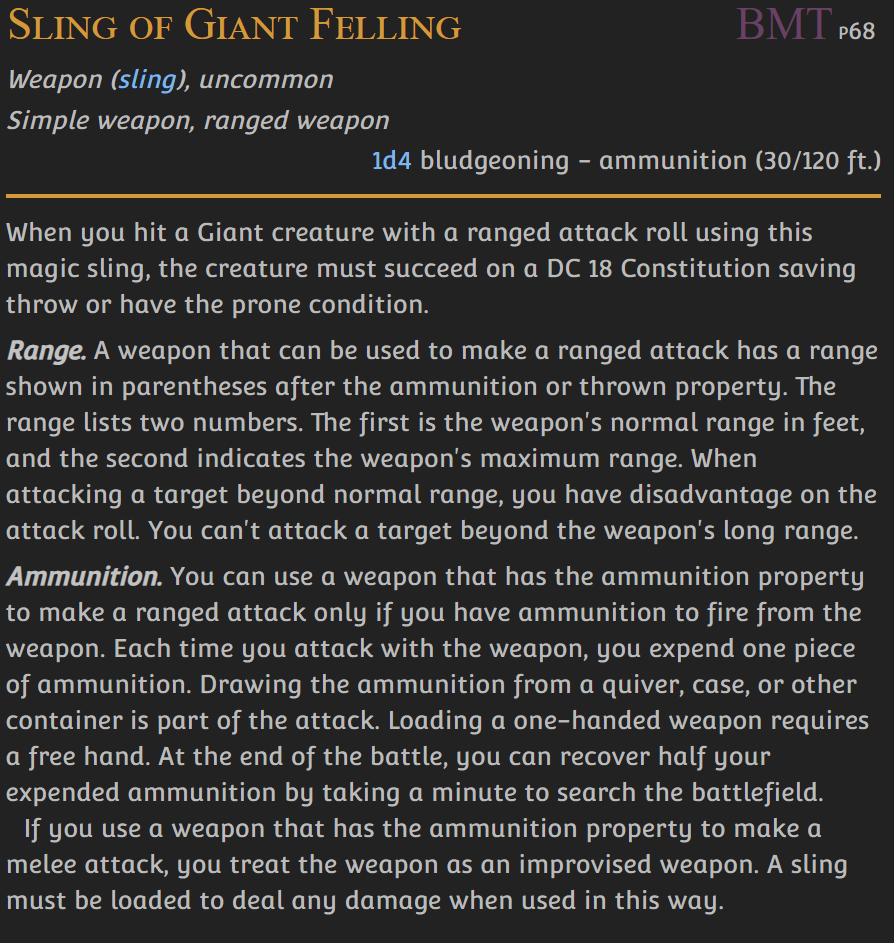 Sling of Giant Felling BMT p68
Weapon (sling), uncommon
Simple weapon, ranged weapon
1d4 bludgeoning - ammunition (30/120 ft.)
When you hit a Giant creature with a ranged attack roll using this
magic sling, the creature must succeed on a DC 18 Constitution saving
throw or have the prone condition.
Range. A weapon that can be used to make a ranged attack has a range
shown in parentheses after the ammunition or thrown property. The
range lists two numbers. The first is the weapon's normal range in feet,
and the second indicates the weapon's maximum range. When
attacking a target beyond normal range, you have disadvantage on the
attack roll. You can't attack a target beyond the weapon's long range.
Ammunition. You can use a weapon that has the ammunition property
to make a ranged attack only if you have ammunition to fire from the
weapon. Each time you attack with the weapon, you expend one piece
of ammunition. Drawing the ammunition from a quiver, case, or other
container is part of the attack. Loading a one-handed weapon requires
a free hand. At the end of the battle, you can recover half your
expended ammunition by taking a minute to search the battlefield.
If you use a weapon that has the ammunition property to make a
melee attack, you treat the weapon as an improvised weapon. A sling
must be loaded to deal any damage when used in this way.